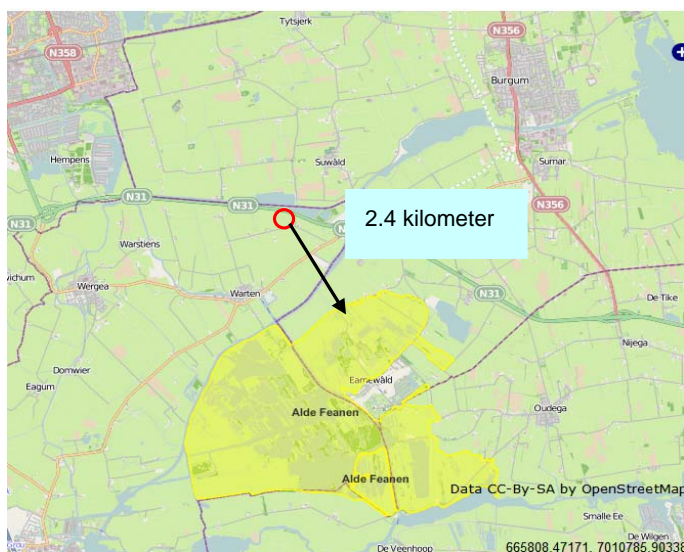 Tytsjerk
N356
N358
Burgum
Hempens
Suwâld
Sumar
N31
N31
N356
2.4 kilometer
Warstiens
Wergea
Warten
N31
De Tike
Nijega
Domwier
Eagum
Earnewâld
Alde Feanen
Oudega
Alde Feanen
Data CC-By-SA by OpenStreetMap
Smalle Ee
De Wilgen
De Veenhoop
665808.47171, 7010785.90338